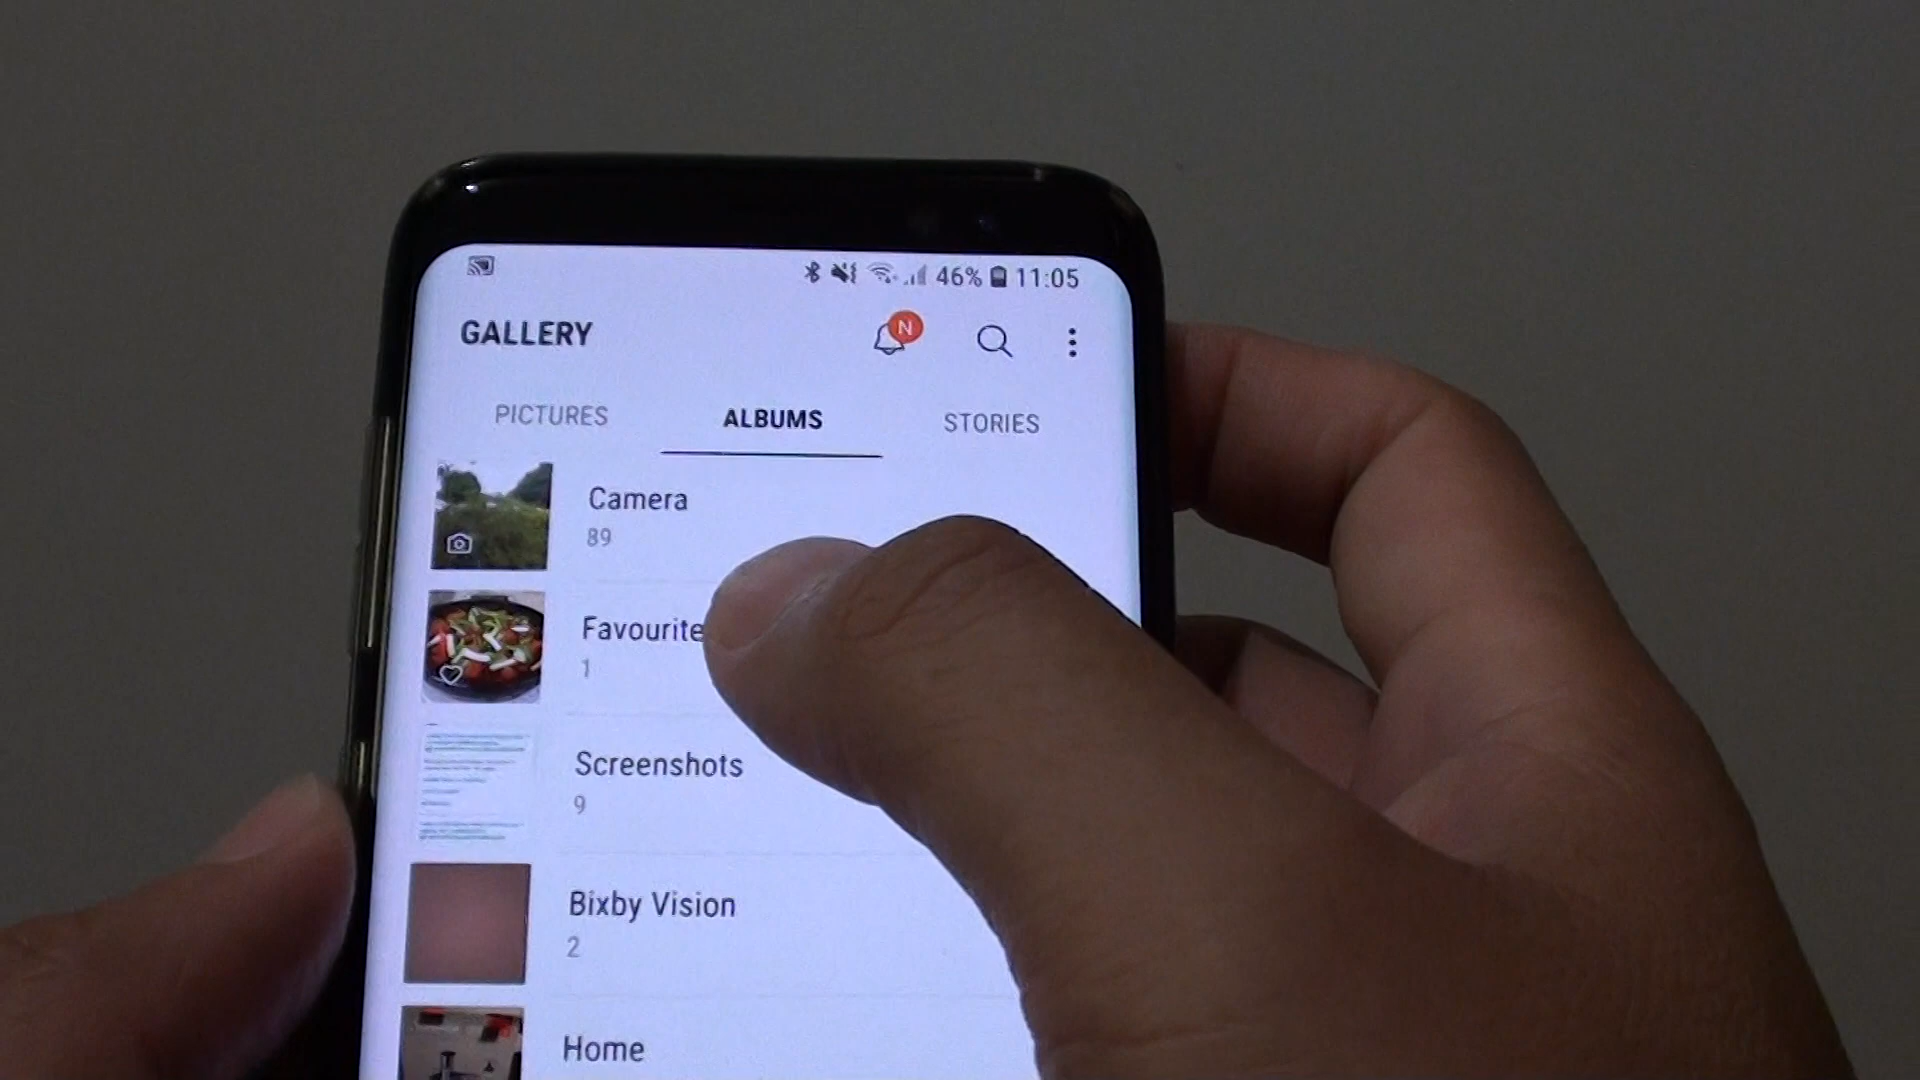 46% 11:05
GALLERY
N
PICTURES ALBUMS STORIES
Camera
89
Favourite
1
Screenshots
9
Bixby Vision
2
Home